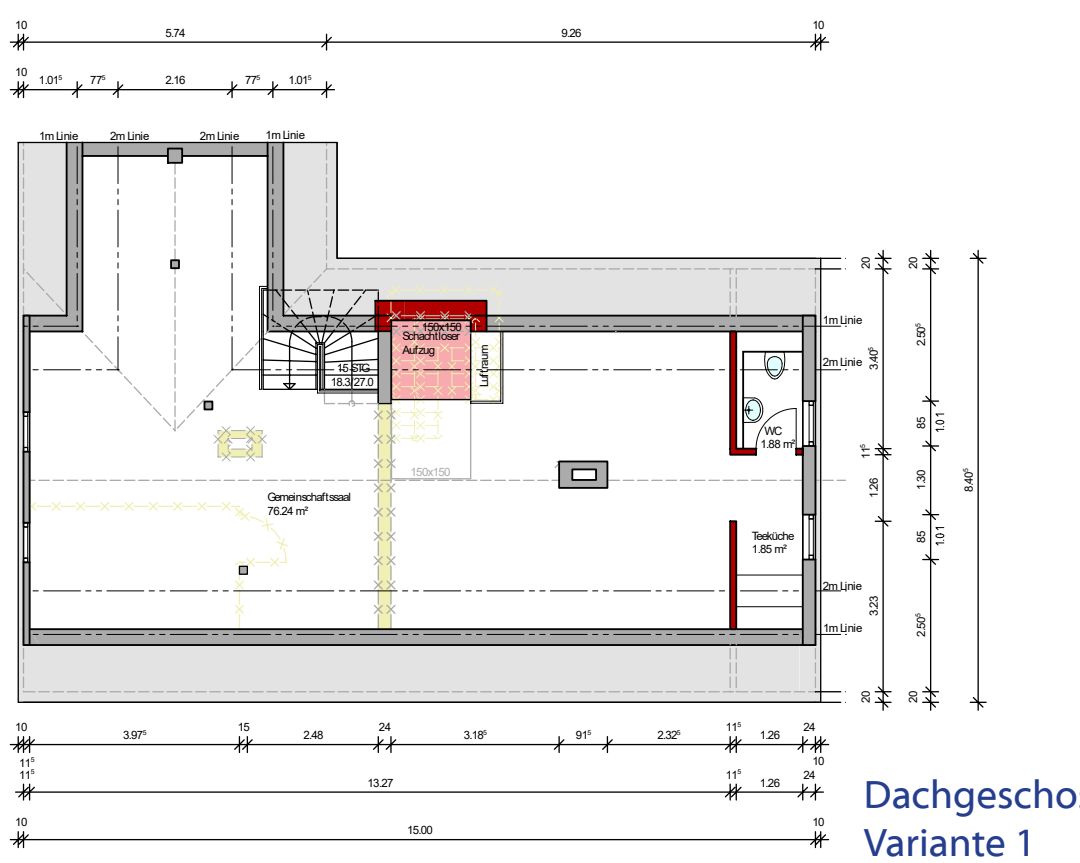 10 5.74 9.26 10
10 1.01⁵ 77⁵ 2.16 77⁵ 1.01⁵
1m Linie 2m Linie 2m Linie 1m Linie
20 20
1m Linie
150x150
Schachtloser
Aufzug
Luftraum
2m Linie
3.40⁵
2.50⁵
15 STG
18.3/27.0
WC
1.88 m²
85
1.01
11⁵
150x150
1.26
1.30
8.40⁵
Gemeinschaftssaal
76.24 m²
Teeküche
1.85 m²
85
1.01
2m Linie
3.23
2.50⁵
1m Linie
20 20
10 3.97⁵ 15 2.48 24 3.18⁵ 91⁵ 2.32⁵ 11⁵ 1.26 24
11⁵ 10
11⁵ 13.27 11⁵ 1.26 24
10 15.00 10
Dachgescho
Variante 1